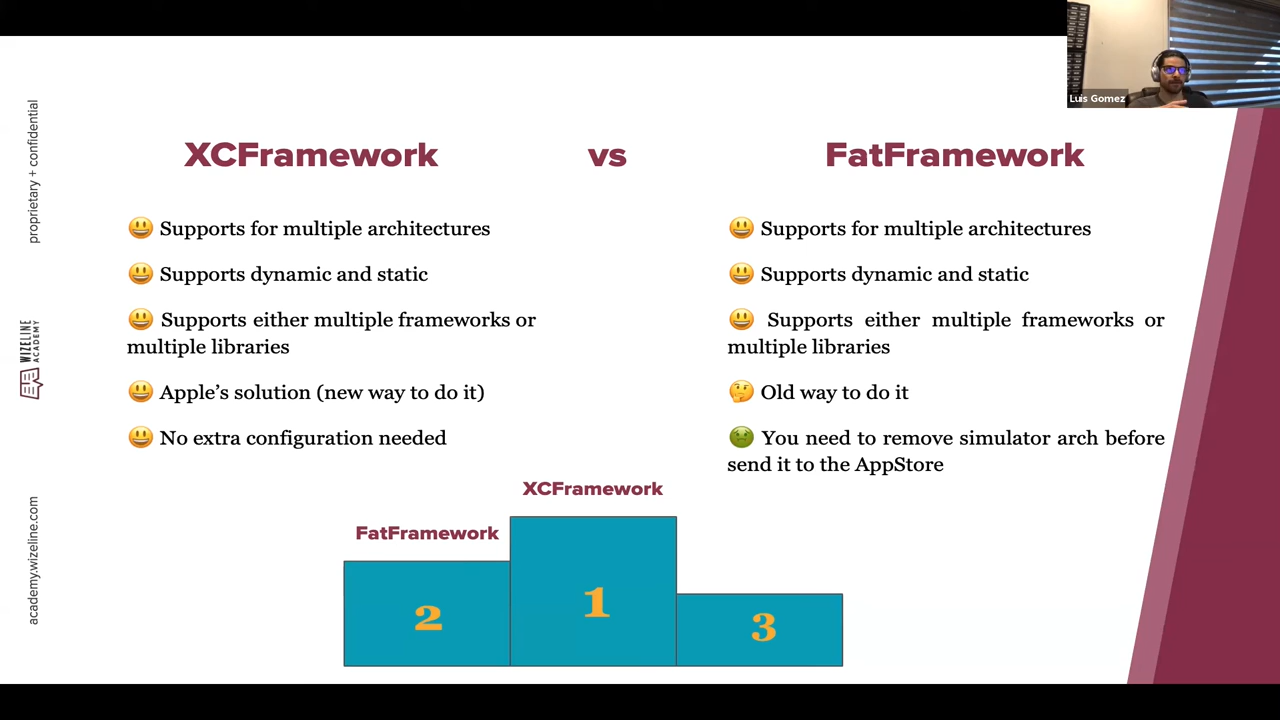 Luis Gomez
proprietary + confidential
WIZELINE
ACADEMY
academy.wizeline.com
XCFramework
vs
FatFramework
😃 Supports for multiple architectures
😃 Supports dynamic and static
😃 Supports either multiple frameworks or
multiple libraries
😃 Apple’s solution (new way to do it)
😃 No extra configuration needed
😃 Supports for multiple architectures
😃 Supports dynamic and static
😃 Supports either multiple frameworks or
multiple libraries
🤔 Old way to do it
🤢 You need to remove simulator arch before
send it to the AppStore
XCFramework
FatFramework
2
1
3